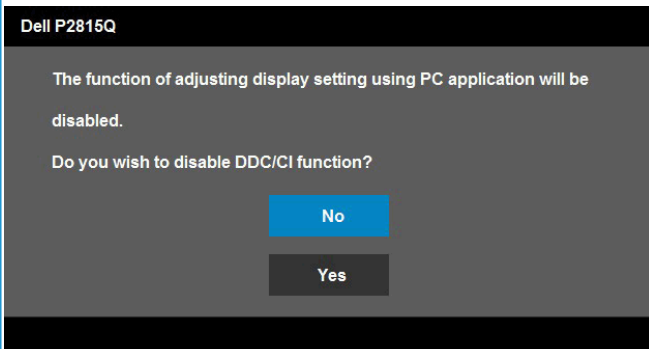 Dell P2815Q
The function of adjusting display setting using PC application will be
disabled.
Do you wish to disable DDC/CI function?
No
Yes